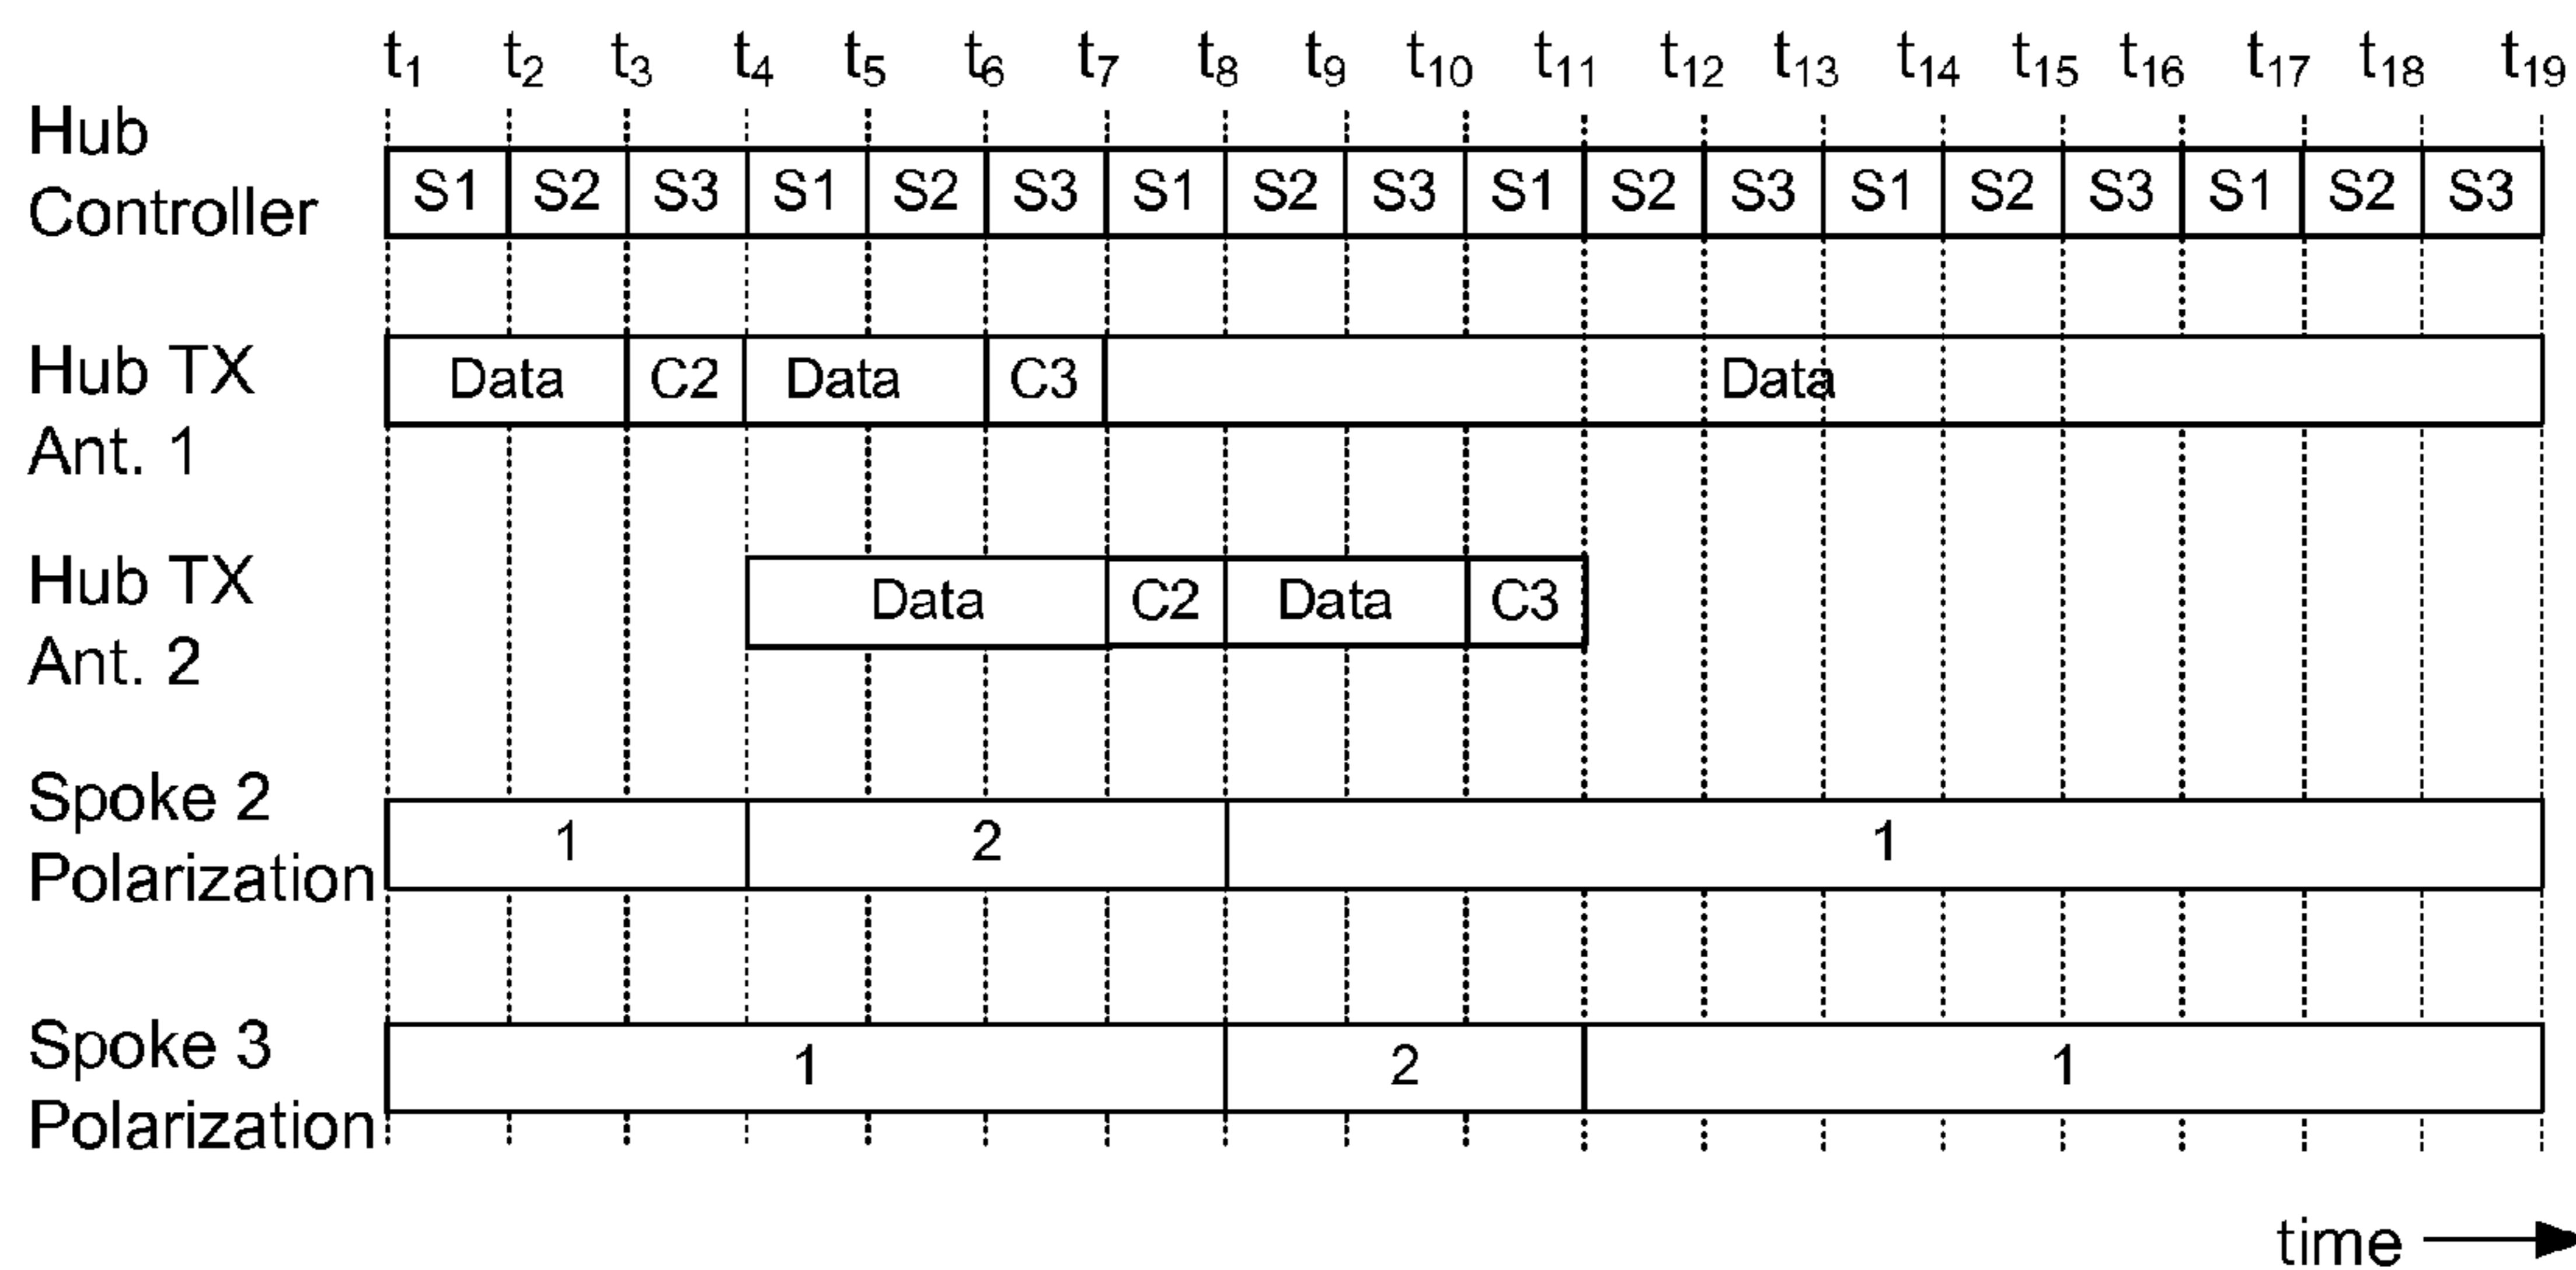 t1 t2 t3 t4 t5 t6 t7 t8 t9 t10 t11 t12 t13 t14 t15 t16 t17 t18 t19
Hub
Controller
S1 S2 S3 S1 S2 S3 S1 S2 S3 S1 S2 S3 S1 S2 S3 S1 S2 S3
Hub TX
Ant. 1
Data C2 Data C3 Data
Hub TX
Ant. 2
Data C2 Data C3
Spoke 2
Polarization
1 2 1
Spoke 3
Polarization
1 2 1
time